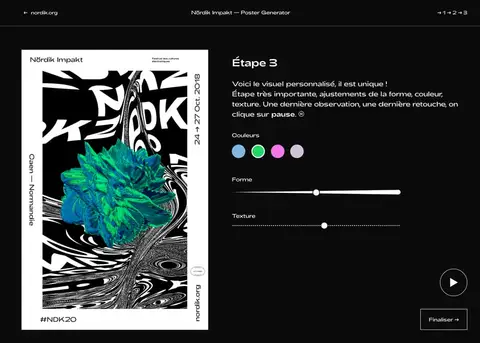 ← nordik.org
Nördik Impakt — Poster Generator
→ 1 → 2 → 3
Nördik Impakt
24 → 27 Oct. 2018
Caen — Normandie
nordik.org
#NDK20
Étape 3
Voici le visuel personnalisé, il est unique !
Étape très importante, ajustements de la forme, couleur,
texture. Une dernière observation, une dernière retouche, on
clique sur pause.
Couleurs
Forme
Texture
Finaliser →